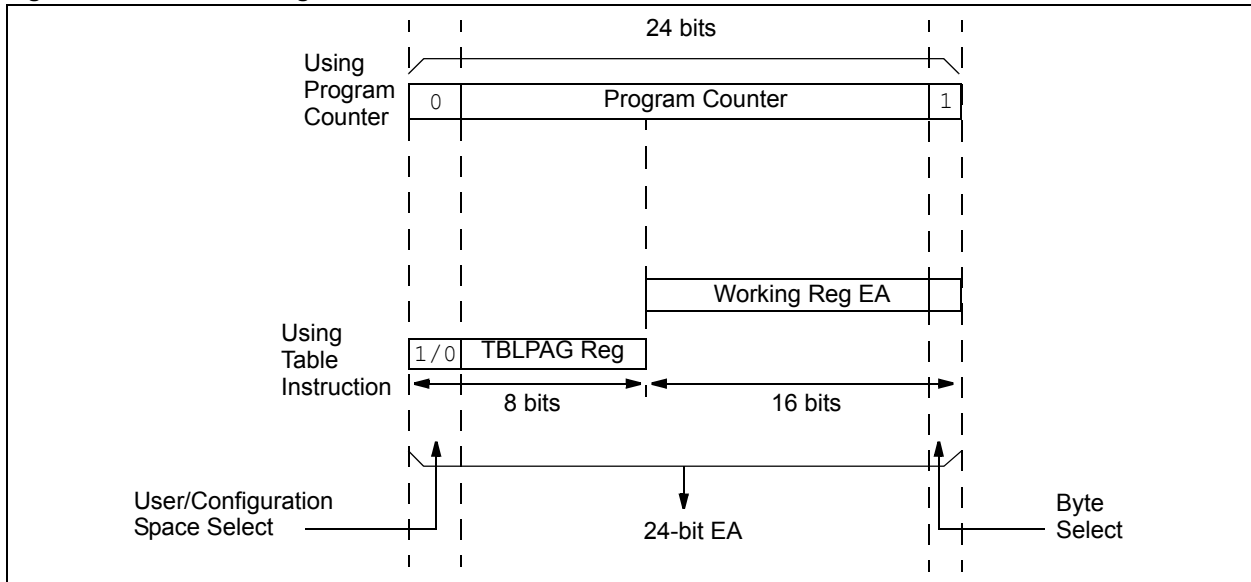 24 bits
Using
Program
Counter
0
Program Counter
1
Working Reg EA
Using
Table
Instruction
1/0
TBLPAG Reg
8 bits
16 bits
User/Configuration
Space Select
24-bit EA
Byte
Select